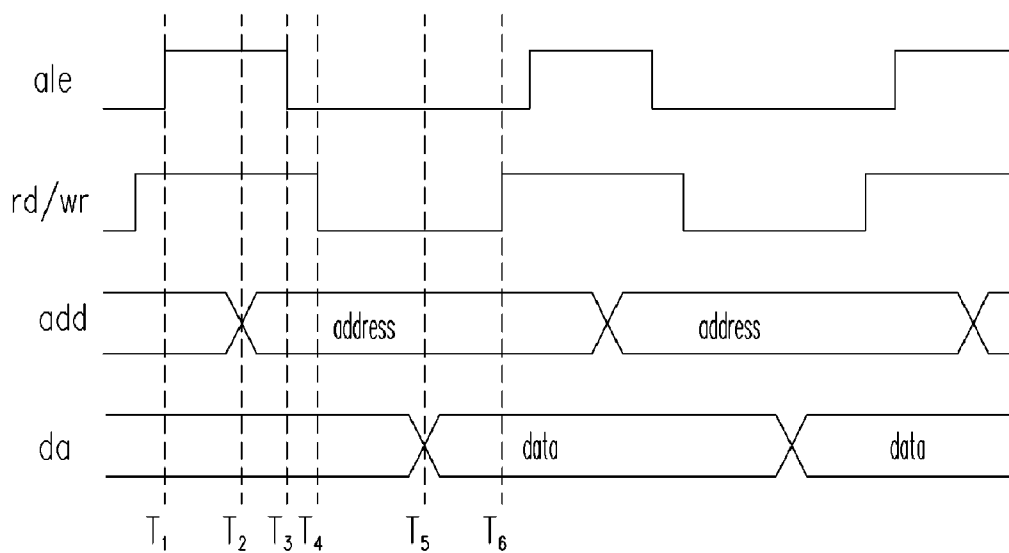 ale
rd/wr
add
address
address
da
data
data
T1 T2 T3 T4 T5 T6